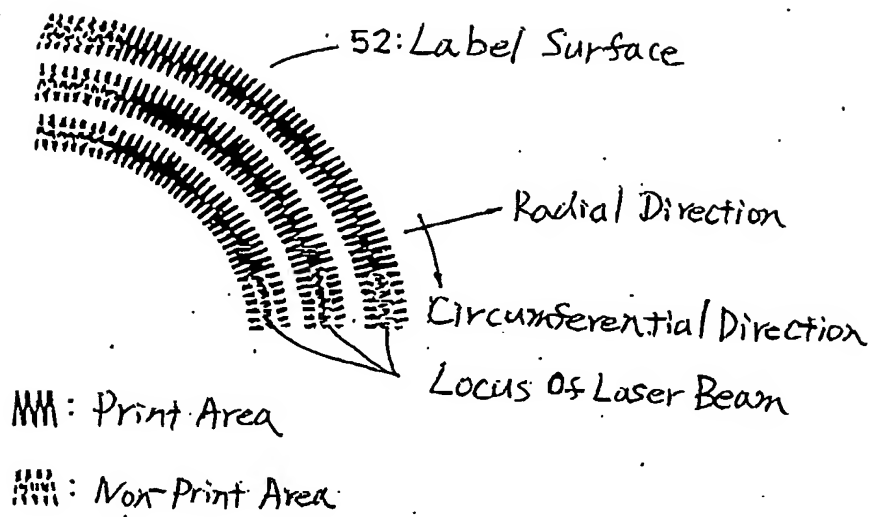 52: Label Surface
Radial Direction
Circumferential Direction
Locus Of Laser Beam
: Print Area
: Non-Print Area